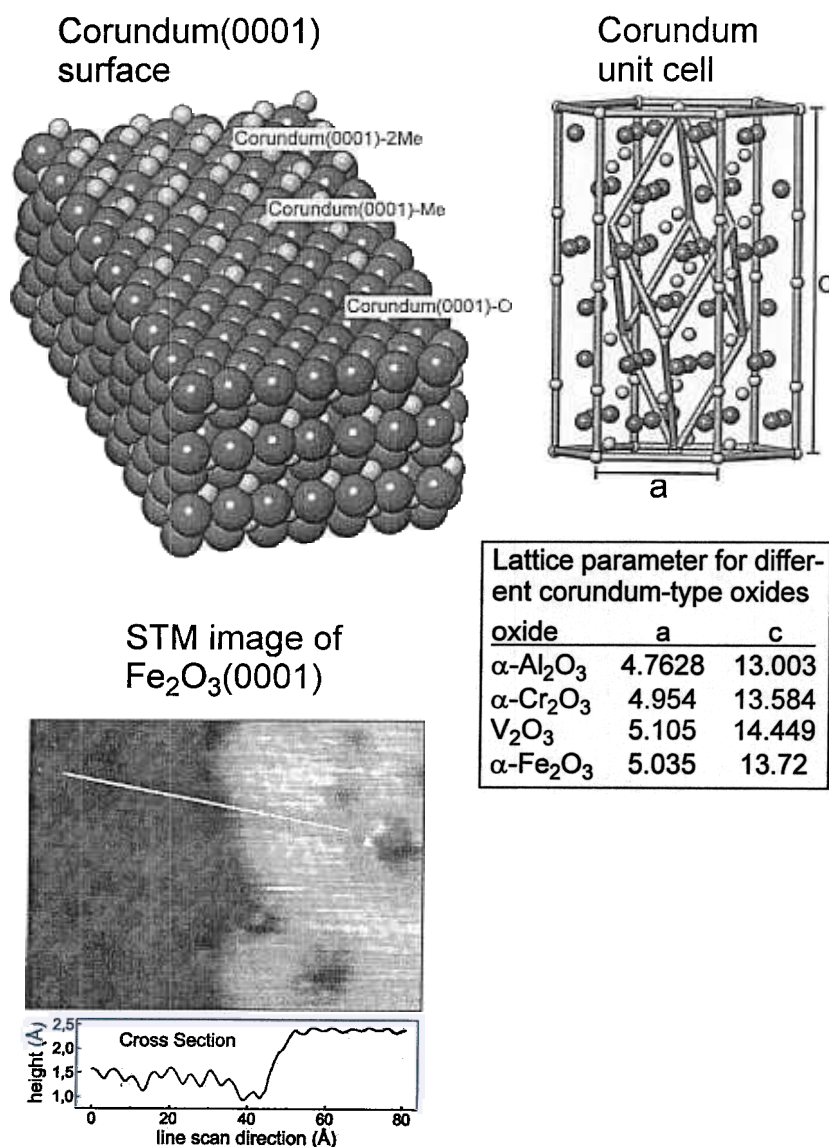 Corundum(0001)
surface
Corundum(0001)-2Me
Corundum(0001)-Me
Corundum(0001)-O
Corundum
unit cell
c
a
Lattice parameter for differ-
ent corundum-type oxides
oxide a c
α-Al₂O₃ 4.7628 13.003
α-Cr₂O₃ 4.954 13.584
V₂O₃ 5.105 14.449
α-Fe₂O₃ 5.035 13.72
STM image of
Fe₂O₃(0001)
height (Å)
2,5
2,0
1,5
1,0
Cross Section
0 20 40 60 80
line scan direction (Å)